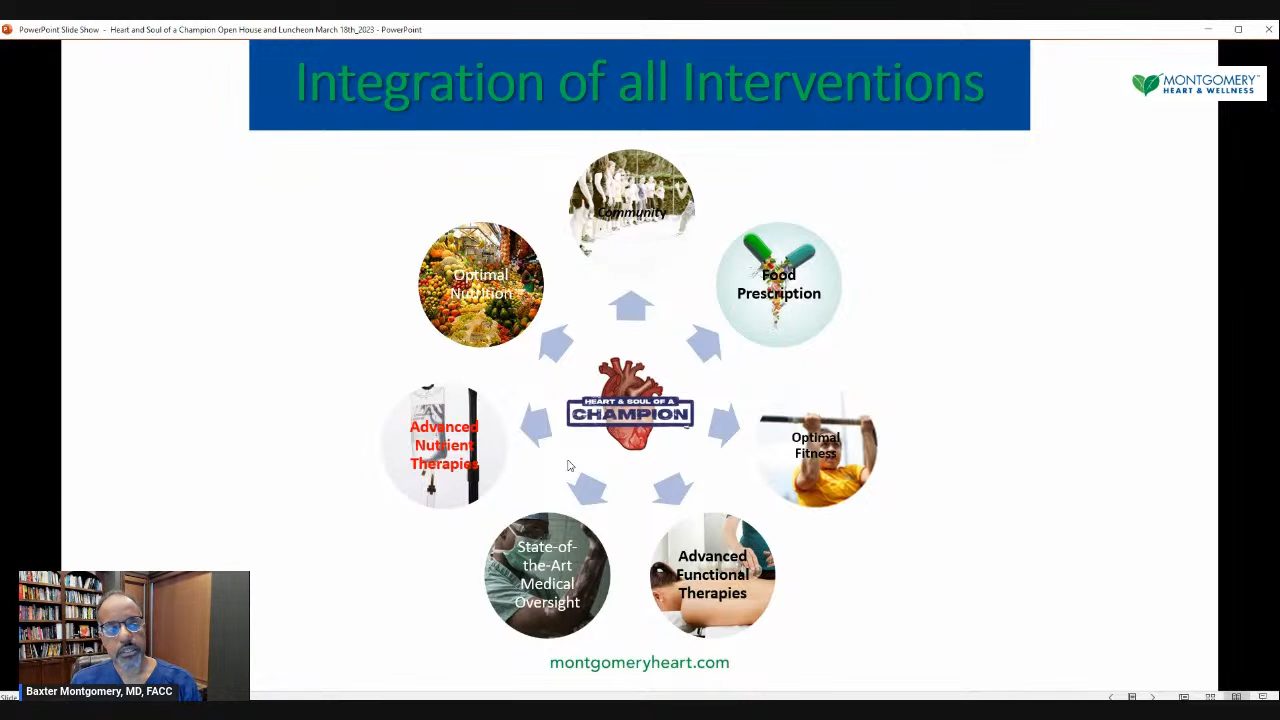 PowerPoint Slide Show - Heart and Soul of a Champion Open House and Luncheon March 18th_2023 - PowerPoint
Integration of all Interventions
MONTGOMERY
HEART & WELLNESS
Community
Optimal
Nutrition
Food
Prescription
HEART & SOUL OF A
CHAMPION
Advanced
Nutrient
Therapies
Optimal
Fitness
State-of-
the-Art
Medical
Oversight
Advanced
Functional
Therapies
montgomeryheart.com
Baxter Montgomery, MD, FACC
Slide